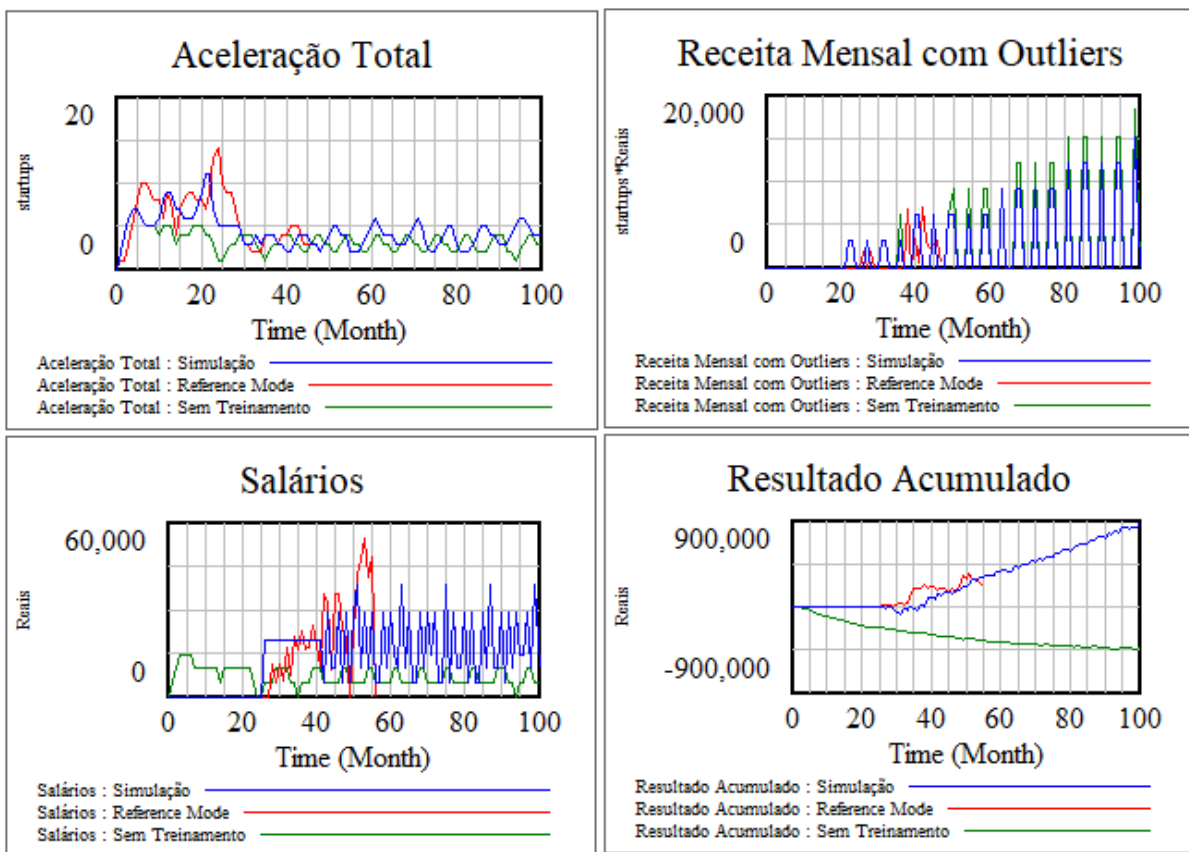 Aceleração Total
20
0
startups
0 20 40 60 80 100
Time (Month)
Aceleração Total : Simulação
Aceleração Total : Reference Mode
Aceleração Total : Sem Treinamento
Receita Mensal com Outliers
20,000
0
startups*Reais
0 20 40 60 80 100
Time (Month)
Receita Mensal com Outliers : Simulação
Receita Mensal com Outliers : Reference Mode
Receita Mensal com Outliers : Sem Treinamento
Salários
60,000
0
Reais
0 20 40 60 80 100
Time (Month)
Salários : Simulação
Salários : Reference Mode
Salários : Sem Treinamento
Resultado Acumulado
900,000
-900,000
Reais
0 20 40 60 80 100
Time (Month)
Resultado Acumulado : Simulação
Resultado Acumulado : Reference Mode
Resultado Acumulado : Sem Treinamento